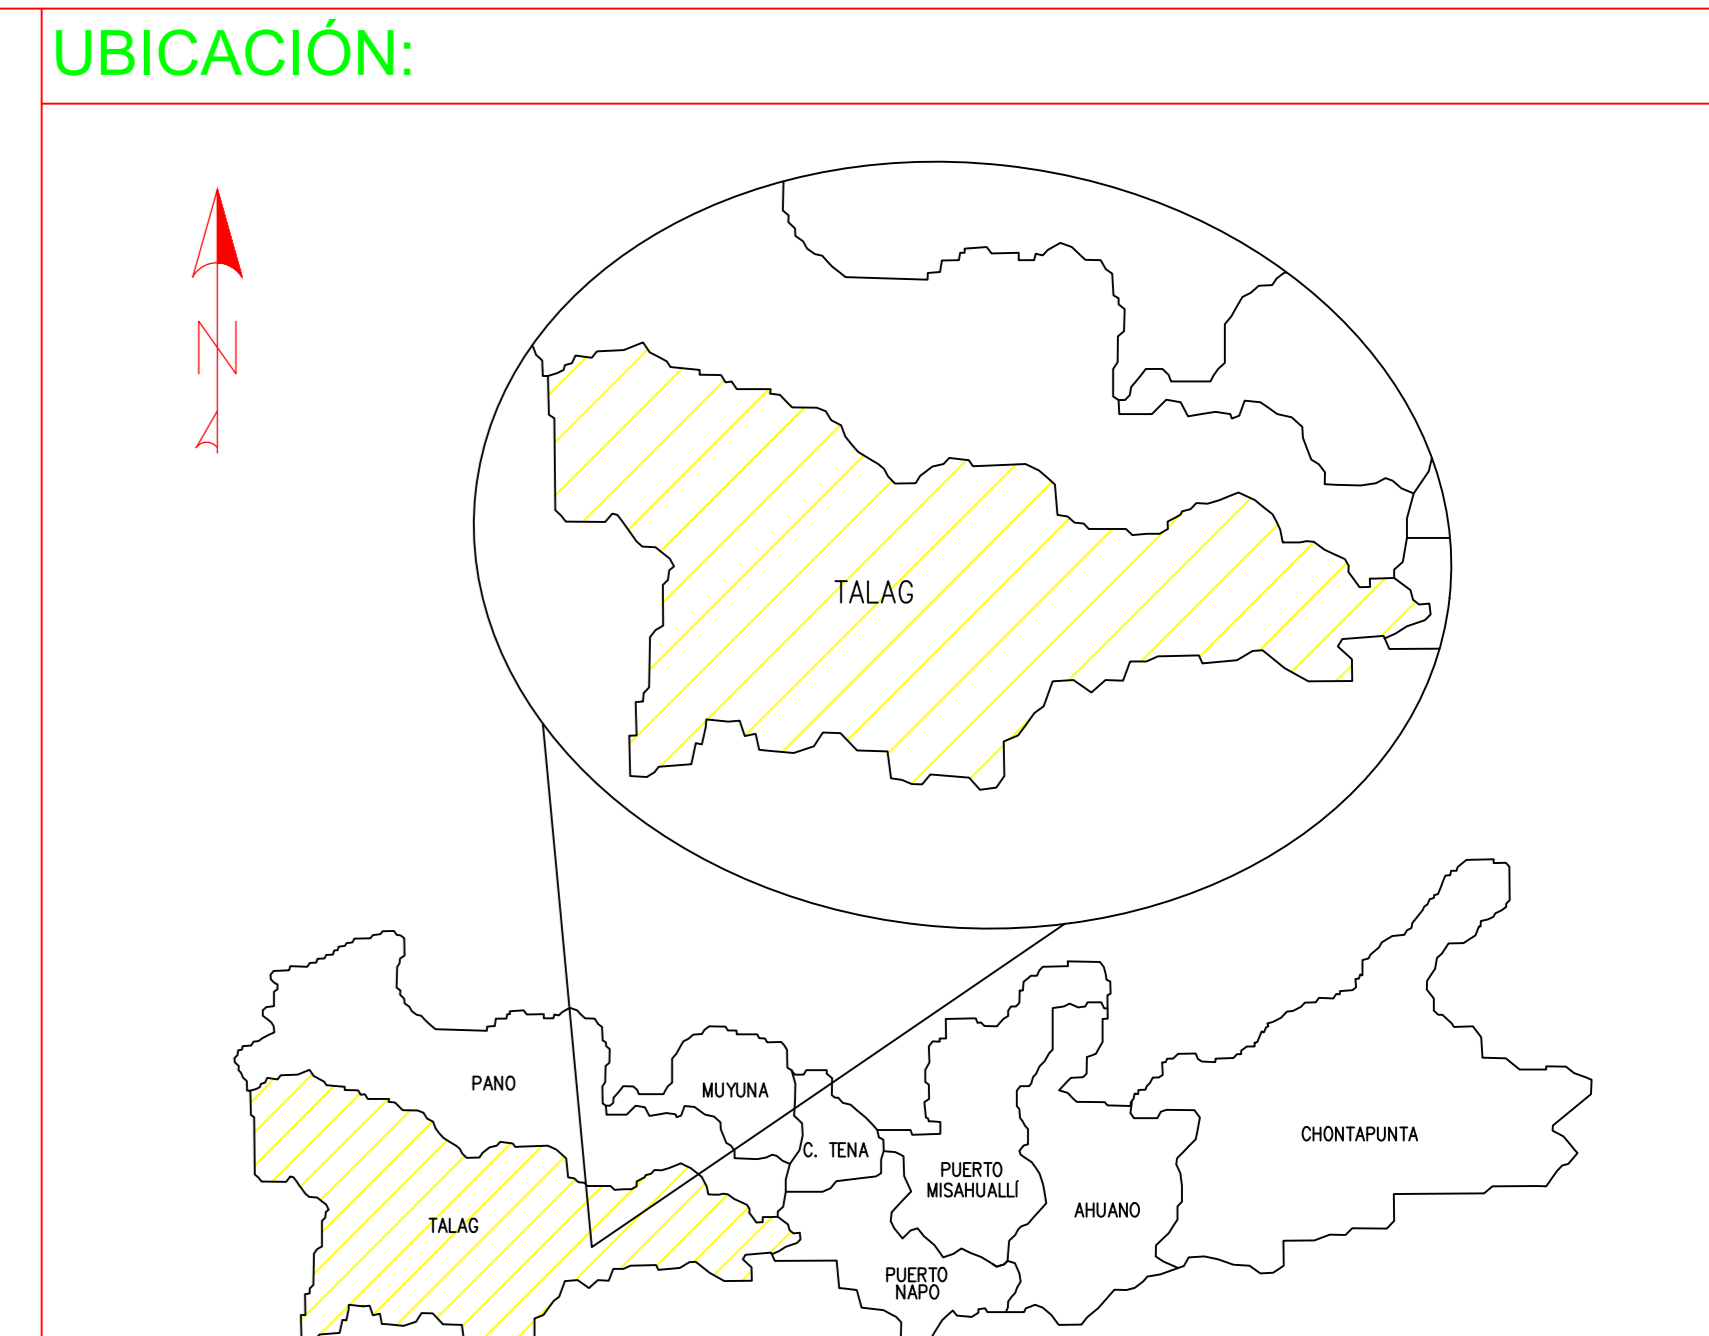 UBICACIÓN:
N
TALAG
PANO
MUYUNA
C. TENA
CHONTAPUNTA
PUERTO
MISAHUALLÍ
AHUANO
TALAG
PUERTO
NAPO